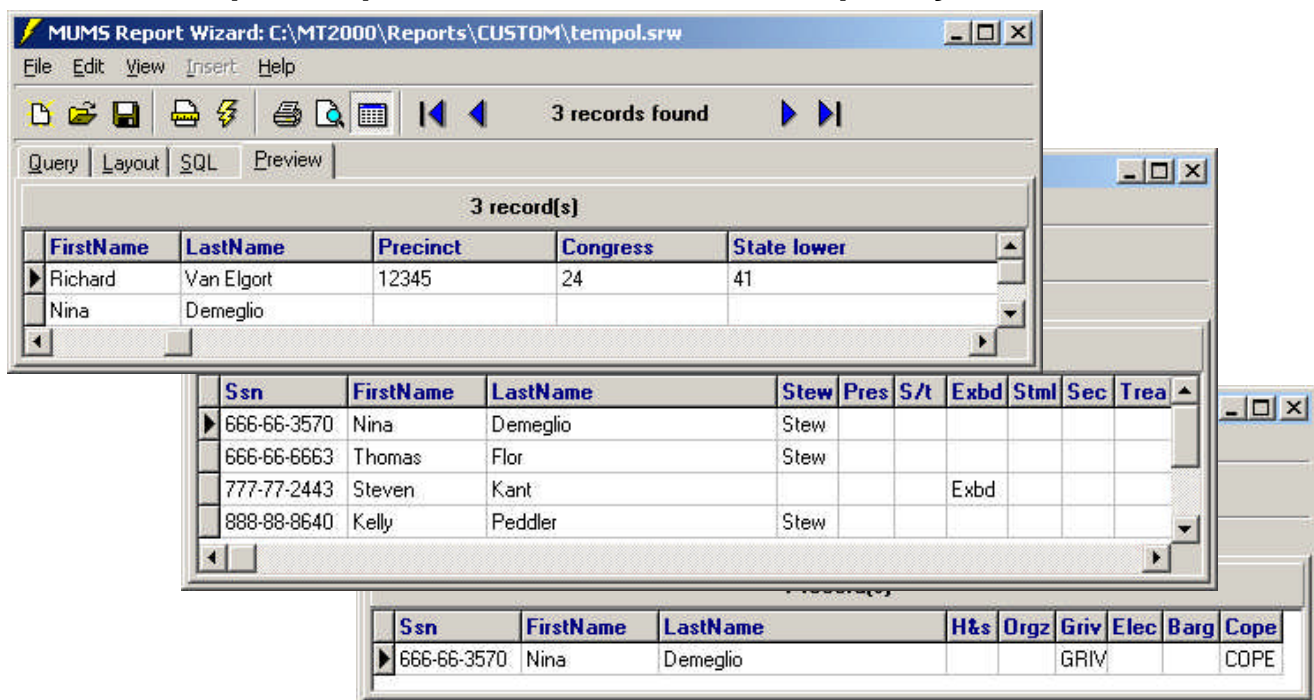 MUMS Report Wizard: C:\MT2000\Reports\CUSTOM\tempol.srw
File Edit View Insert Help
3 records found
Query Layout SQL Preview
3 record(s)
FirstName LastName Precinct Congress State lower
Richard Van Elgort 12345 24 41
Nina Demeglio
Ssn FirstName LastName Stew Pres S/t Exbd Stml Sec Trea
666-66-3570 Nina Demeglio Stew
666-66-6663 Thomas Flor Stew
777-77-2443 Steven Kant Exbd
888-88-8640 Kelly Peddler Stew
Ssn FirstName LastName H&s Orgz Griv Elec Barg Cope
666-66-3570 Nina Demeglio GRIV COPE